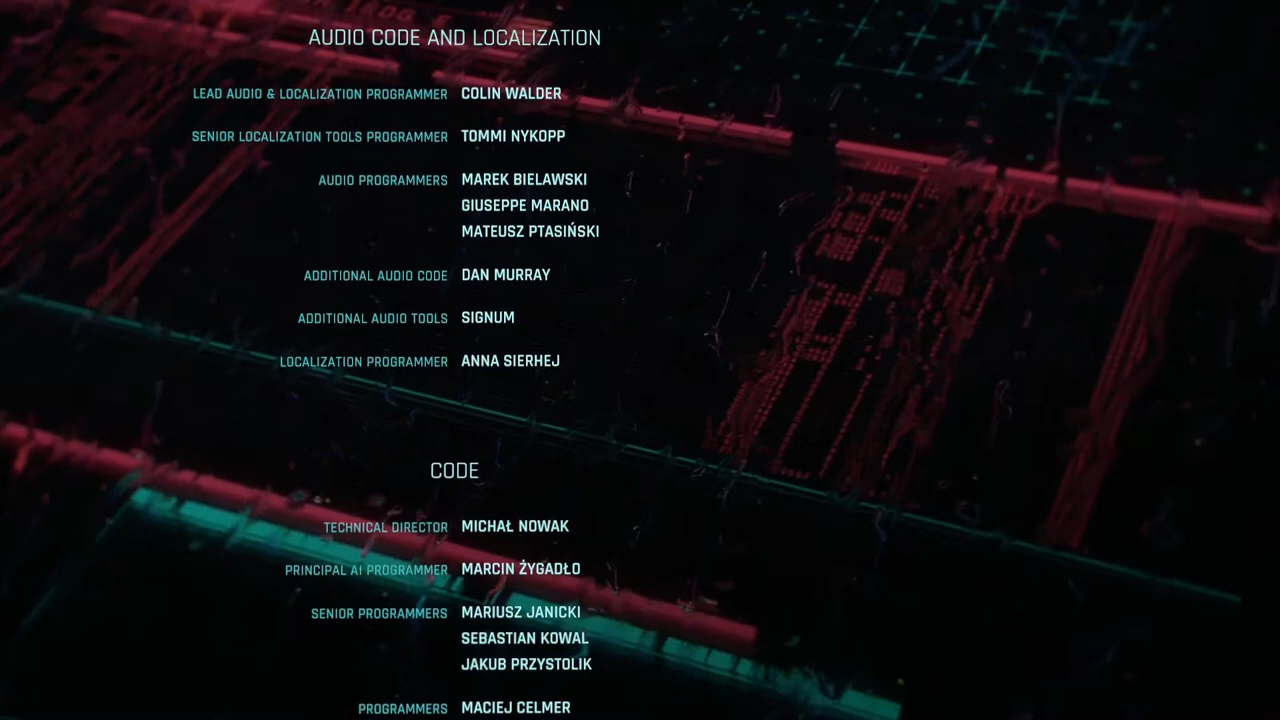 AUDIO CODE AND LOCALIZATION
LEAD AUDIO & LOCALIZATION PROGRAMMER COLIN WALDER
SENIOR LOCALIZATION TOOLS PROGRAMMER TOMMI NYKOPP
AUDIO PROGRAMMERS MAREK BIELAWSKI
GIUSEPPE MARANO
MATEUSZ PTASIŃSKI
ADDITIONAL AUDIO CODE DAN MURRAY
ADDITIONAL AUDIO TOOLS SIGNUM
LOCALIZATION PROGRAMMER ANNA SIERHEJ
CODE
TECHNICAL DIRECTOR MICHAŁ NOWAK
PRINCIPAL AI PROGRAMMER MARCIN ŻYGADŁO
SENIOR PROGRAMMERS MARIUSZ JANICKI
SEBASTIAN KOWAL
JAKUB PRZYSTOLIK
PROGRAMMERS MACIEJ CELMER